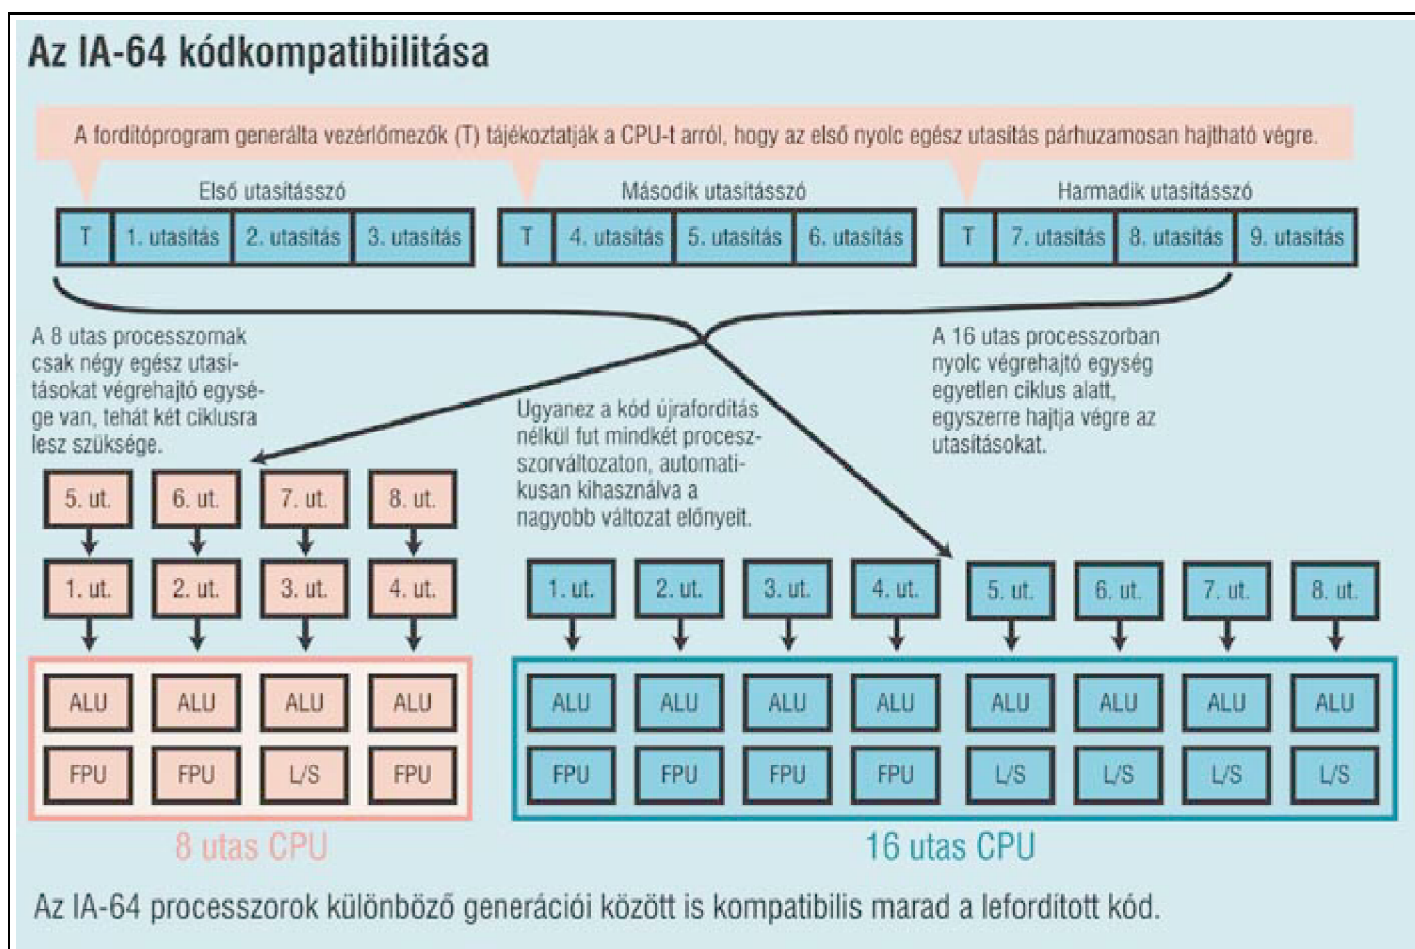 Az IA-64 kódkompatibilitása
A fordítóprogram generálta vezérlőmezők (T) tájékoztatják a CPU-t arról, hogy az első nyolc egész utasítás párhuzamosan hajtható végre.
Első utasításszó
Második utasításszó
Harmadik utasításszó
T 1. utasítás 2. utasítás 3. utasítás
T 4. utasítás 5. utasítás 6. utasítás
T 7. utasítás 8. utasítás 9. utasítás
A 8 utas processzornak
csak négy egész utasí-
tásokat végrehajtó egysé-
ge van, tehát két ciklusra
lesz szüksége.
Ugyanez a kód újrafordítás
nélkül fut mindkét procesz-
szorváltozaton, automati-
kusan kihasználva a
nagyobb változat előnyeit.
A 16 utas processzorban
nyolc végrehajtó egység
egyetlen ciklus alatt,
egyszerre hajtja végre az
utasításokat.
5. ut. 6. ut. 7. ut. 8. ut.
1. ut. 2. ut. 3. ut. 4. ut.
ALU ALU ALU ALU
FPU FPU L/S FPU
8 utas CPU
1. ut. 2. ut. 3. ut. 4. ut. 5. ut. 6. ut. 7. ut. 8. ut.
ALU ALU ALU ALU ALU ALU ALU ALU
FPU FPU FPU FPU L/S L/S L/S L/S
16 utas CPU
Az IA-64 processzorok különböző generációi között is kompatibilis marad a lefordított kód.